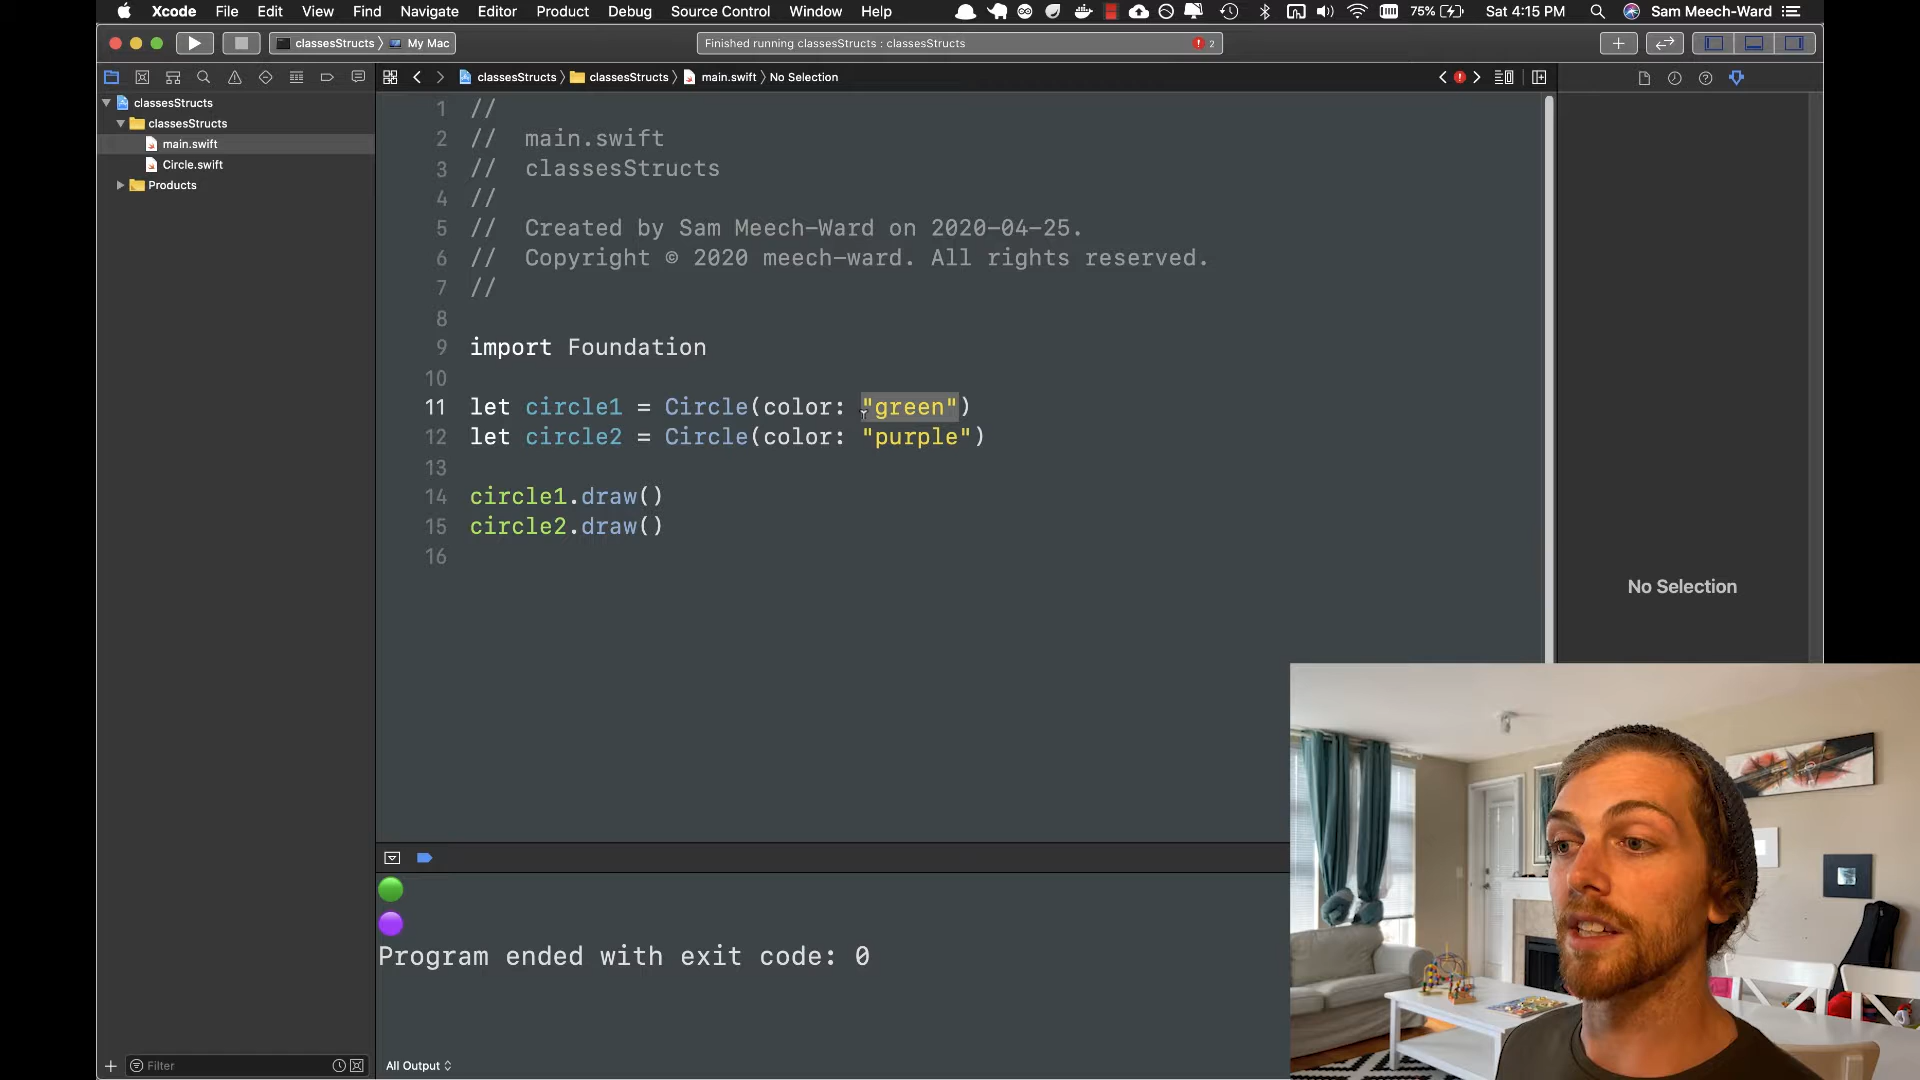 Xcode File Edit View Find Navigate Editor Product Debug Source Control Window Help 75% Sat 4:15 PM Sam Meech-Ward
classesStructs My Mac
Finished running classesStructs : classesStructs 2
classesStructs classesStructs main.swift No Selection
classesStructs
classesStructs
main.swift
Circle.swift
Products
1 //
2 // main.swift
3 // classesStructs
4 //
5 // Created by Sam Meech-Ward on 2020-04-25.
6 // Copyright © 2020 meech-ward. All rights reserved.
7 //
8
9 import Foundation
10
11 let circle1 = Circle(color: "green")
12 let circle2 = Circle(color: "purple")
13
14 circle1.draw()
15 circle2.draw()
16
No Selection
Program ended with exit code: 0
Filter
All Output